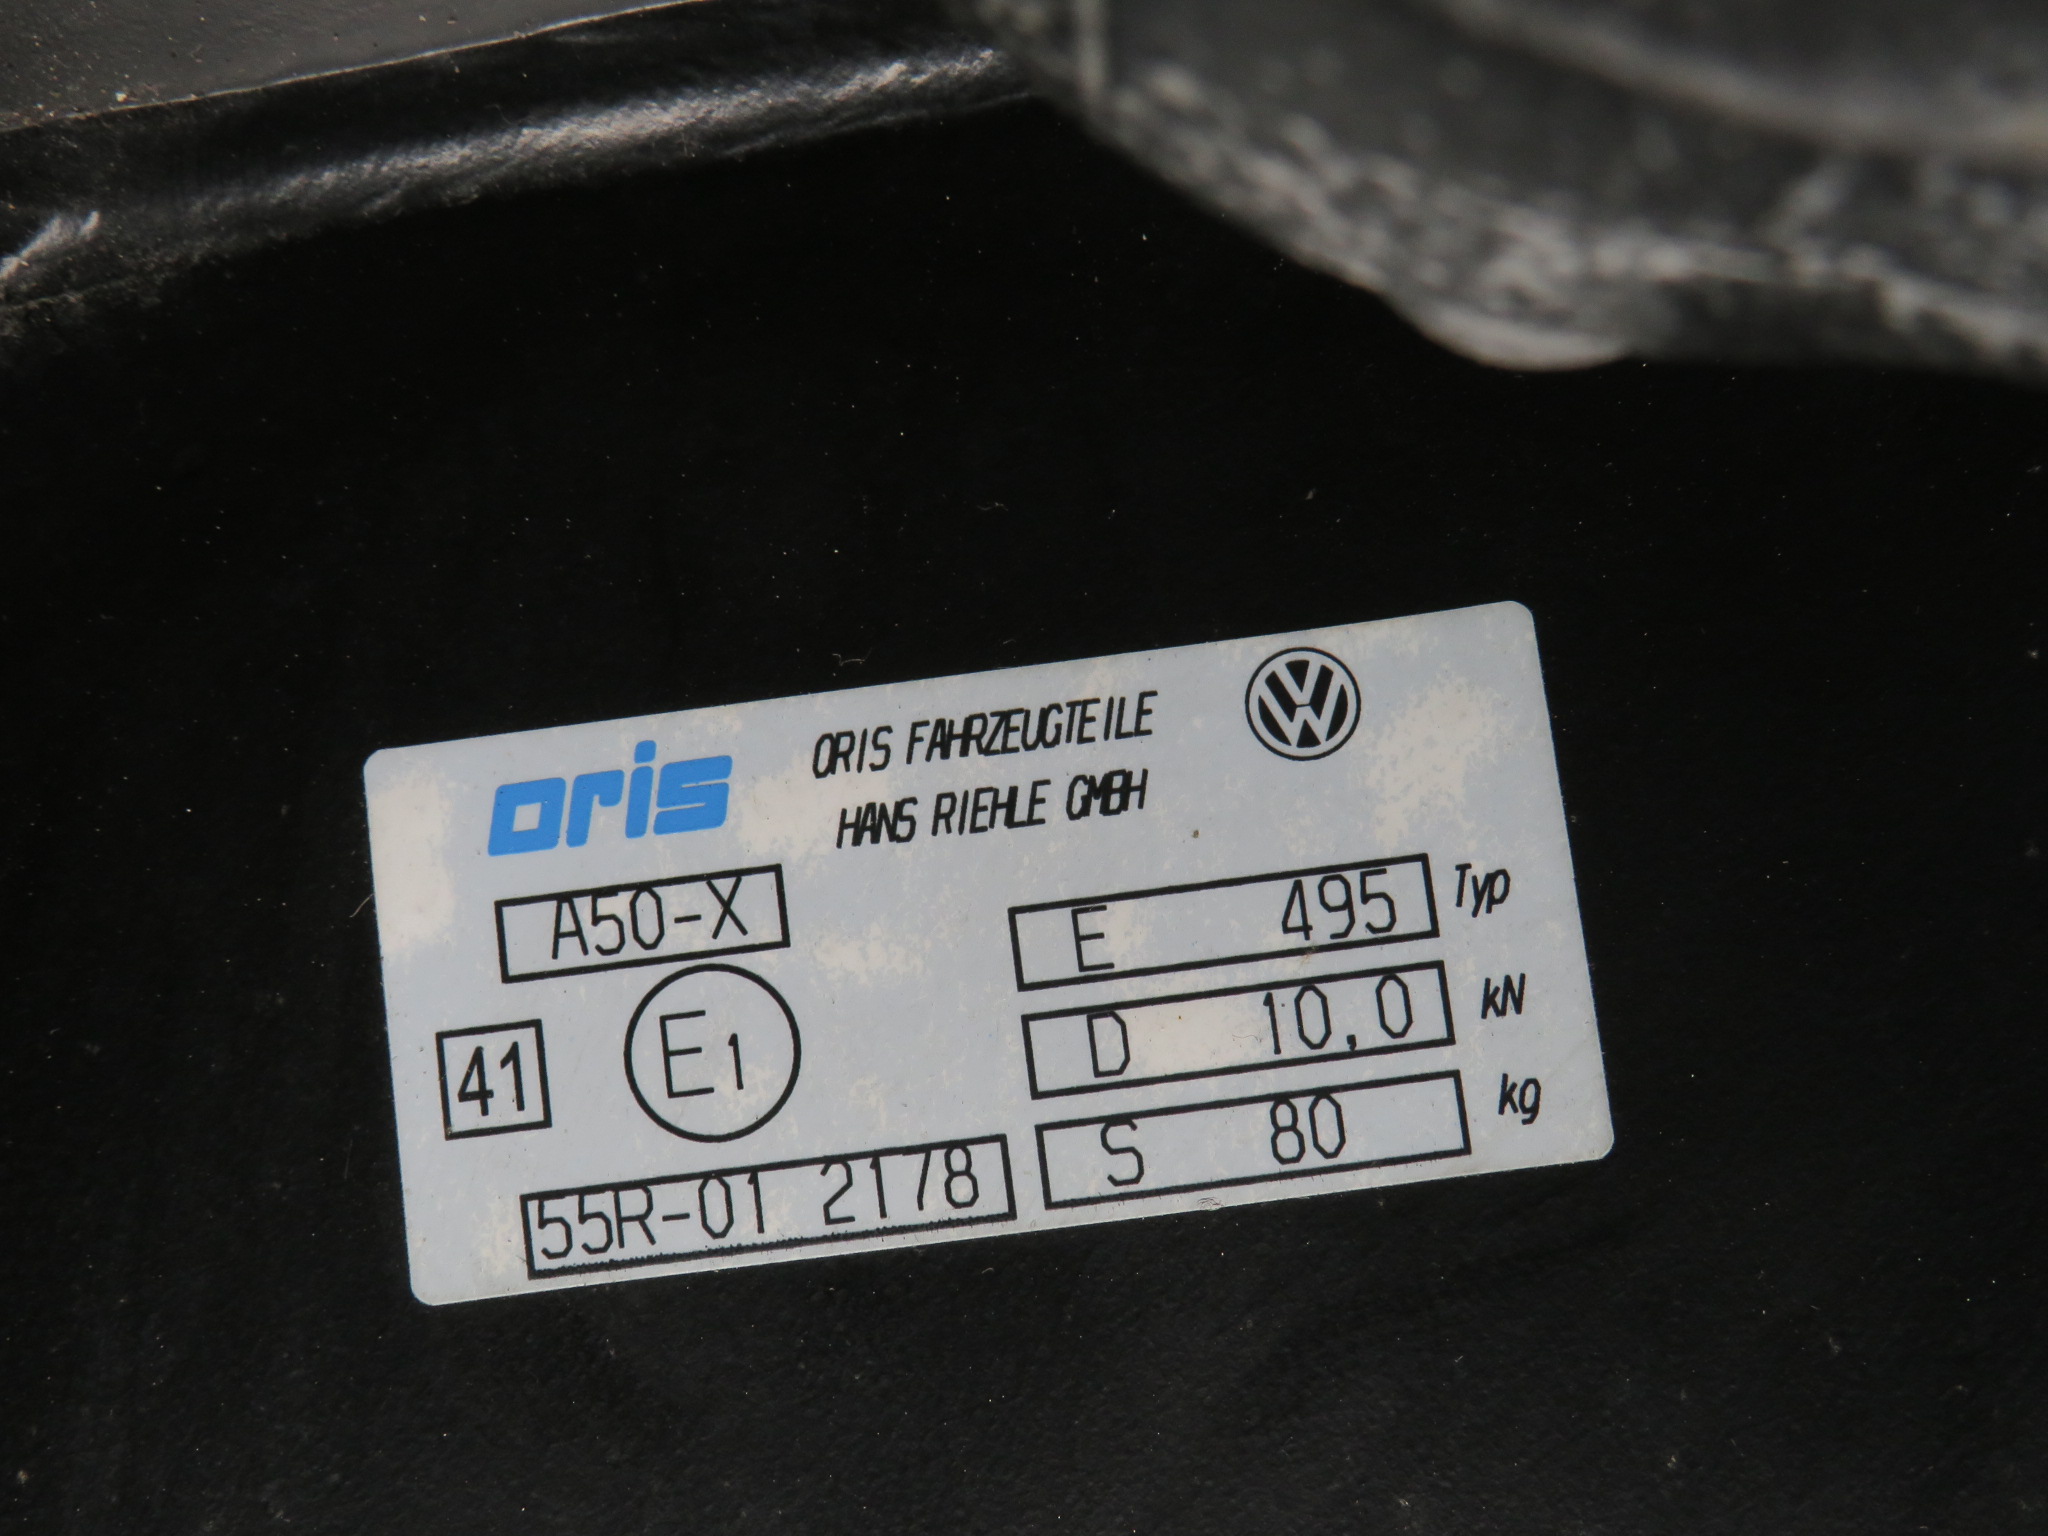 oris
ORIS FAHRZEUGTEILE
HANS RIEHLE GMBH
A50-X
E 495 Typ
41
E1
D 10,0 kN
55R-01 2178
S 80 kg